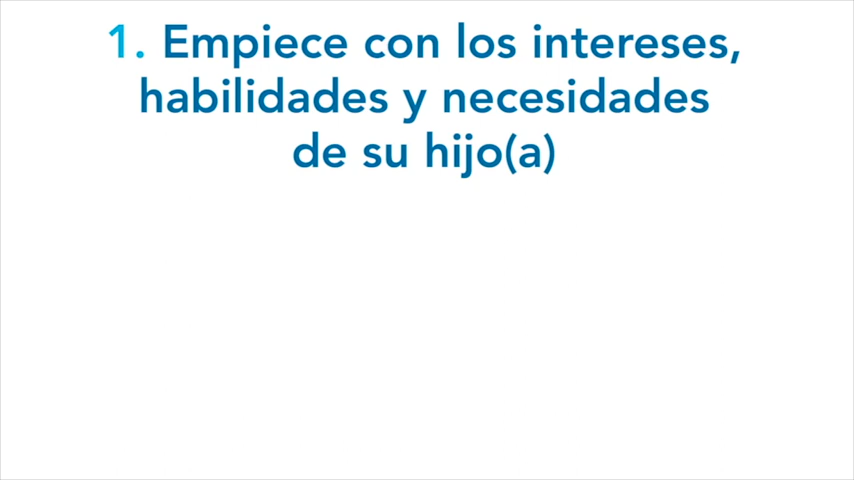 1. Empiece con los intereses,
habilidades y necesidades
de su hijo(a)